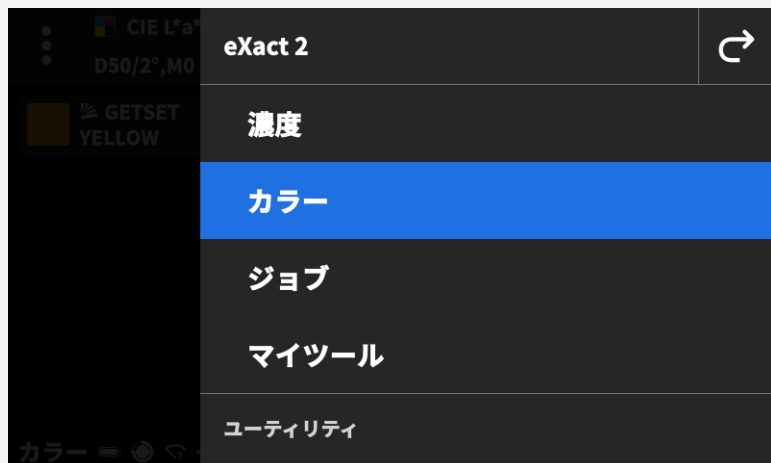 CIE L*a*
D50/2°,M0
GETSET
YELLOW
eXact 2
濃度
カラー
ジョブ
マイツール
ユーティリティ
カラー